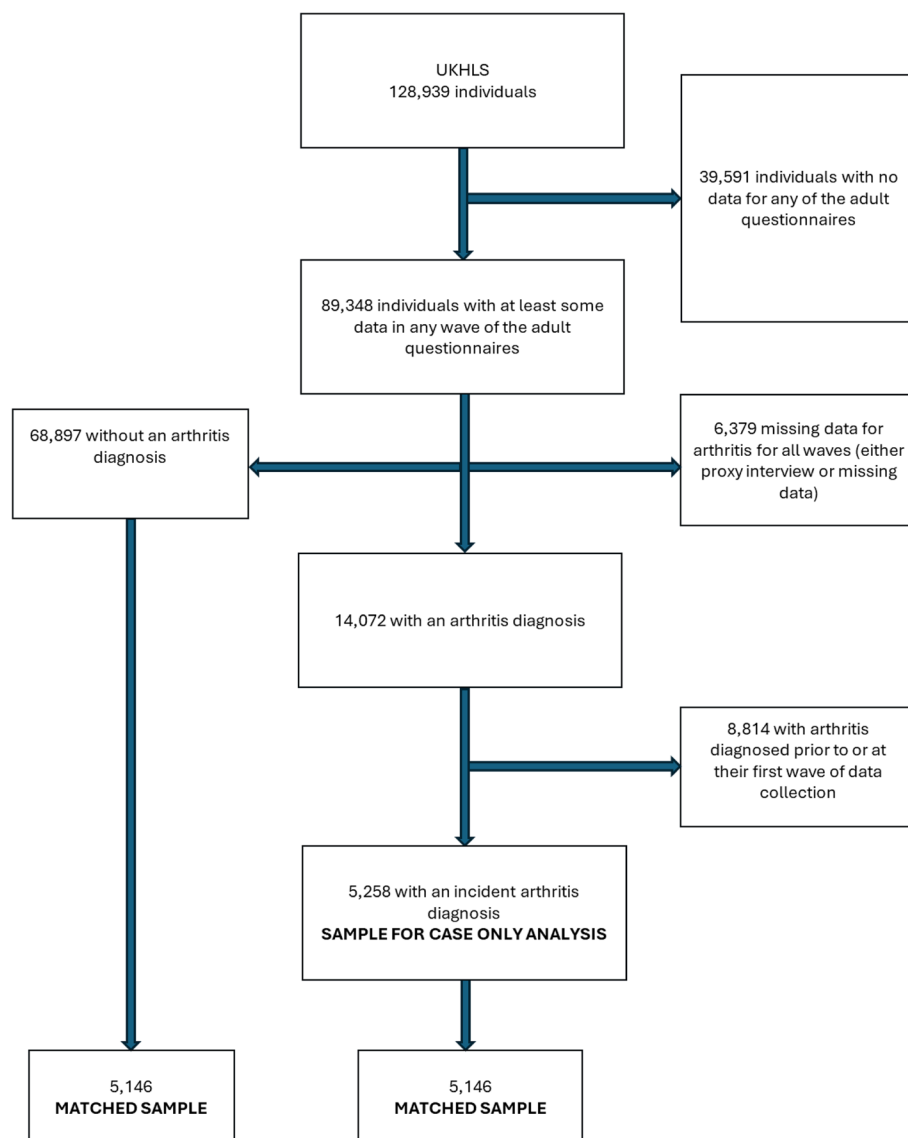 UKHLS
128,939 individuals
39,591 individuals with no
data for any of the adult
questionnaires
89,348 individuals with at least some
data in any wave of the adult
questionnaires
68,897 without an arthritis
diagnosis
6,379 missing data for
arthritis for all waves (either
proxy interview or missing
data)
14,072 with an arthritis diagnosis
8,814 with arthritis
diagnosed prior to or at
their first wave of data
collection
5,258 with an incident arthritis
diagnosis
SAMPLE FOR CASE ONLY ANALYSIS
5,146
MATCHED SAMPLE
5,146
MATCHED SAMPLE